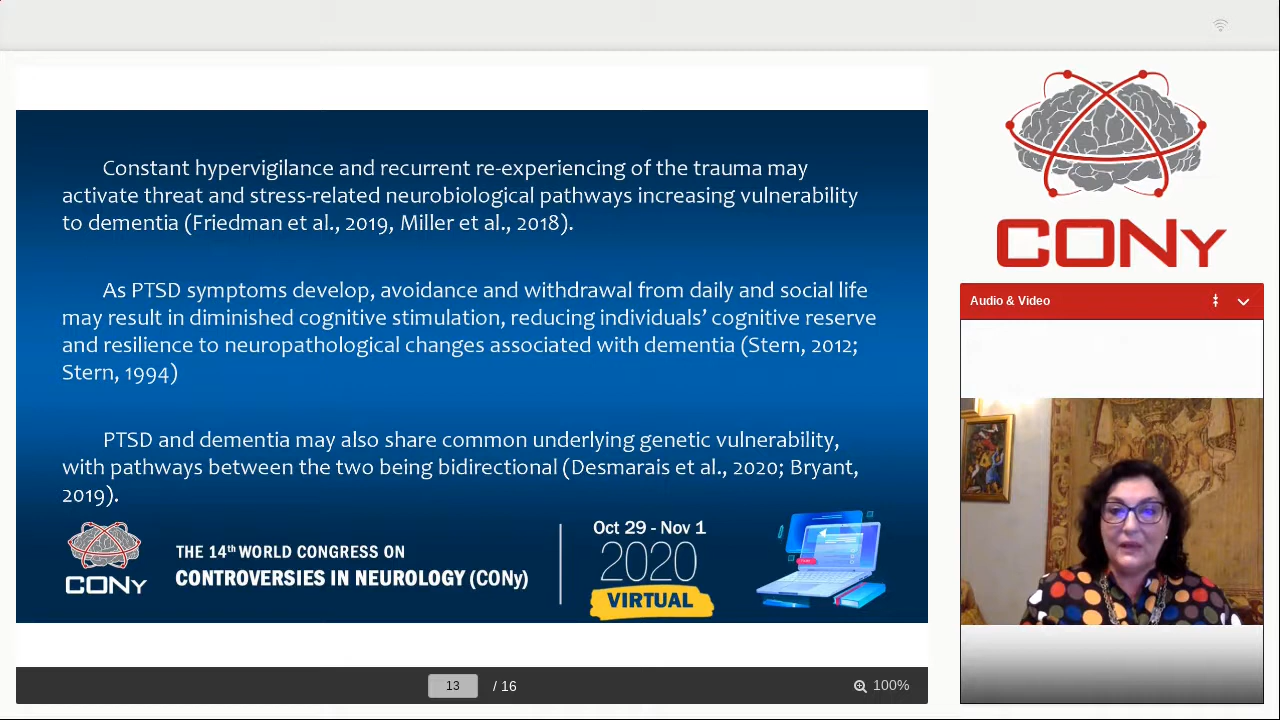 Constant hypervigilance and recurrent re-experiencing of the trauma may
activate threat and stress-related neurobiological pathways increasing vulnerability
to dementia (Friedman et al., 2019, Miller et al., 2018).
As PTSD symptoms develop, avoidance and withdrawal from daily and social life
may result in diminished cognitive stimulation, reducing individuals’ cognitive reserve
and resilience to neuropathological changes associated with dementia (Stern, 2012;
Stern, 1994)
PTSD and dementia may also share common underlying genetic vulnerability,
with pathways between the two being bidirectional (Desmarais et al., 2020; Bryant,
2019).
CONy
THE 14th WORLD CONGRESS ON
CONTROVERSIES IN NEUROLOGY (CONy)
Oct 29 - Nov 1
2020
VIRTUAL
13 / 16
100%
CONy
Audio & Video